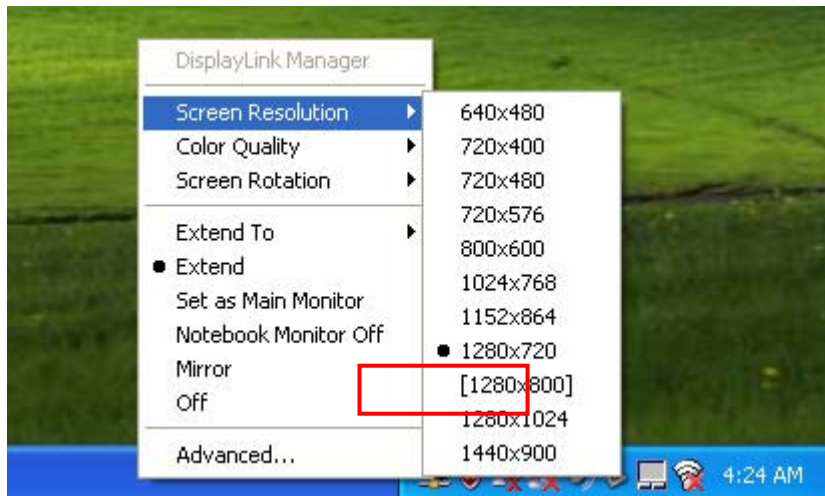 DisplayLink Manager
Screen Resolution
Color Quality
Screen Rotation
Extend To
Extend
Set as Main Monitor
Notebook Monitor Off
Mirror
Off
Advanced...
640x480
720x400
720x480
720x576
800x600
1024x768
1152x864
1280x720
[1280x800]
1280x1024
1440x900
4:24 AM